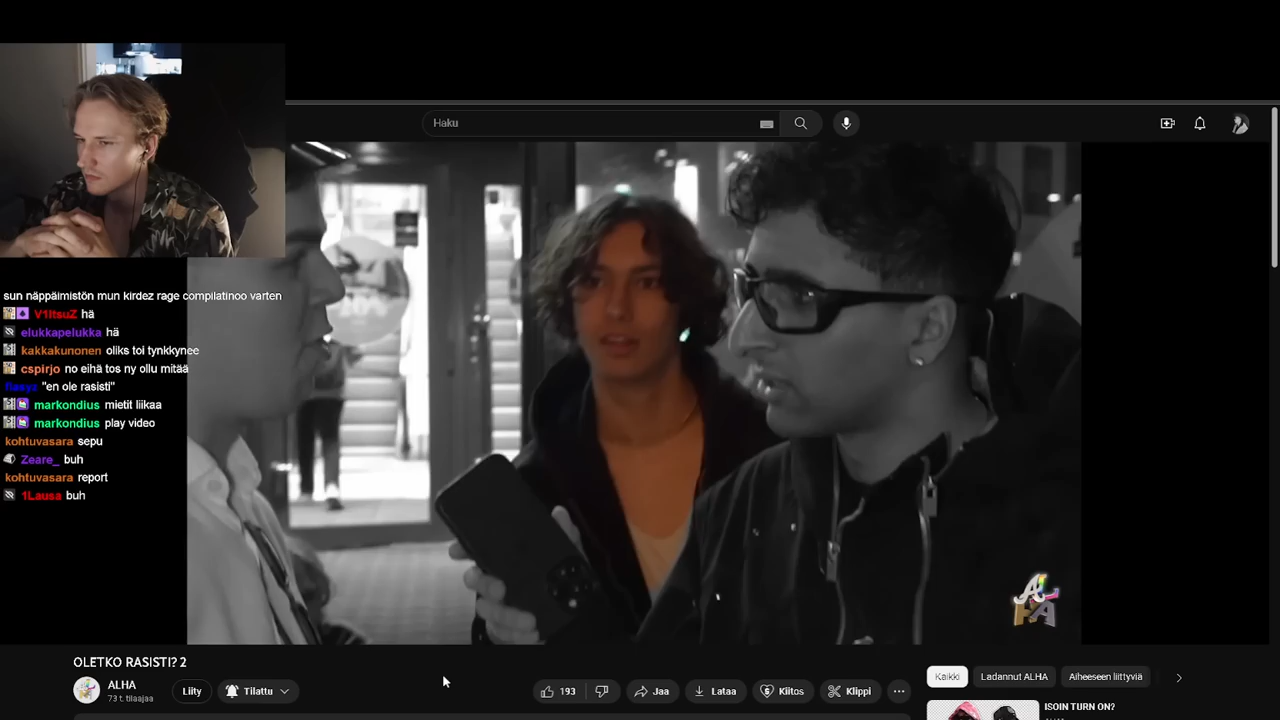 Haku
sun näppäimistön mun kirdez rage compilatinoo varten
V1ltsuZ hä
elukkapelukka hä
kakkakunonen oliks toi tynkkynee
cspirjo no eihä tos ny ollu mitää
"en ole rasisti"
markondius mietit liikaa
markondius play video
kohtuvasara sepu
Zeare_ buh
kohtuvasara report
1Lausa buh
ALHA
OLETKO RASISTI? 2
ALHA
73 t. tilaajaa
Liity
Tilattu
193
Jaa
Lataa
Kiitos
Klippi
Kaikki
Ladannut ALHA
Aiheeseen liittyviä
ISOIN TURN ON?